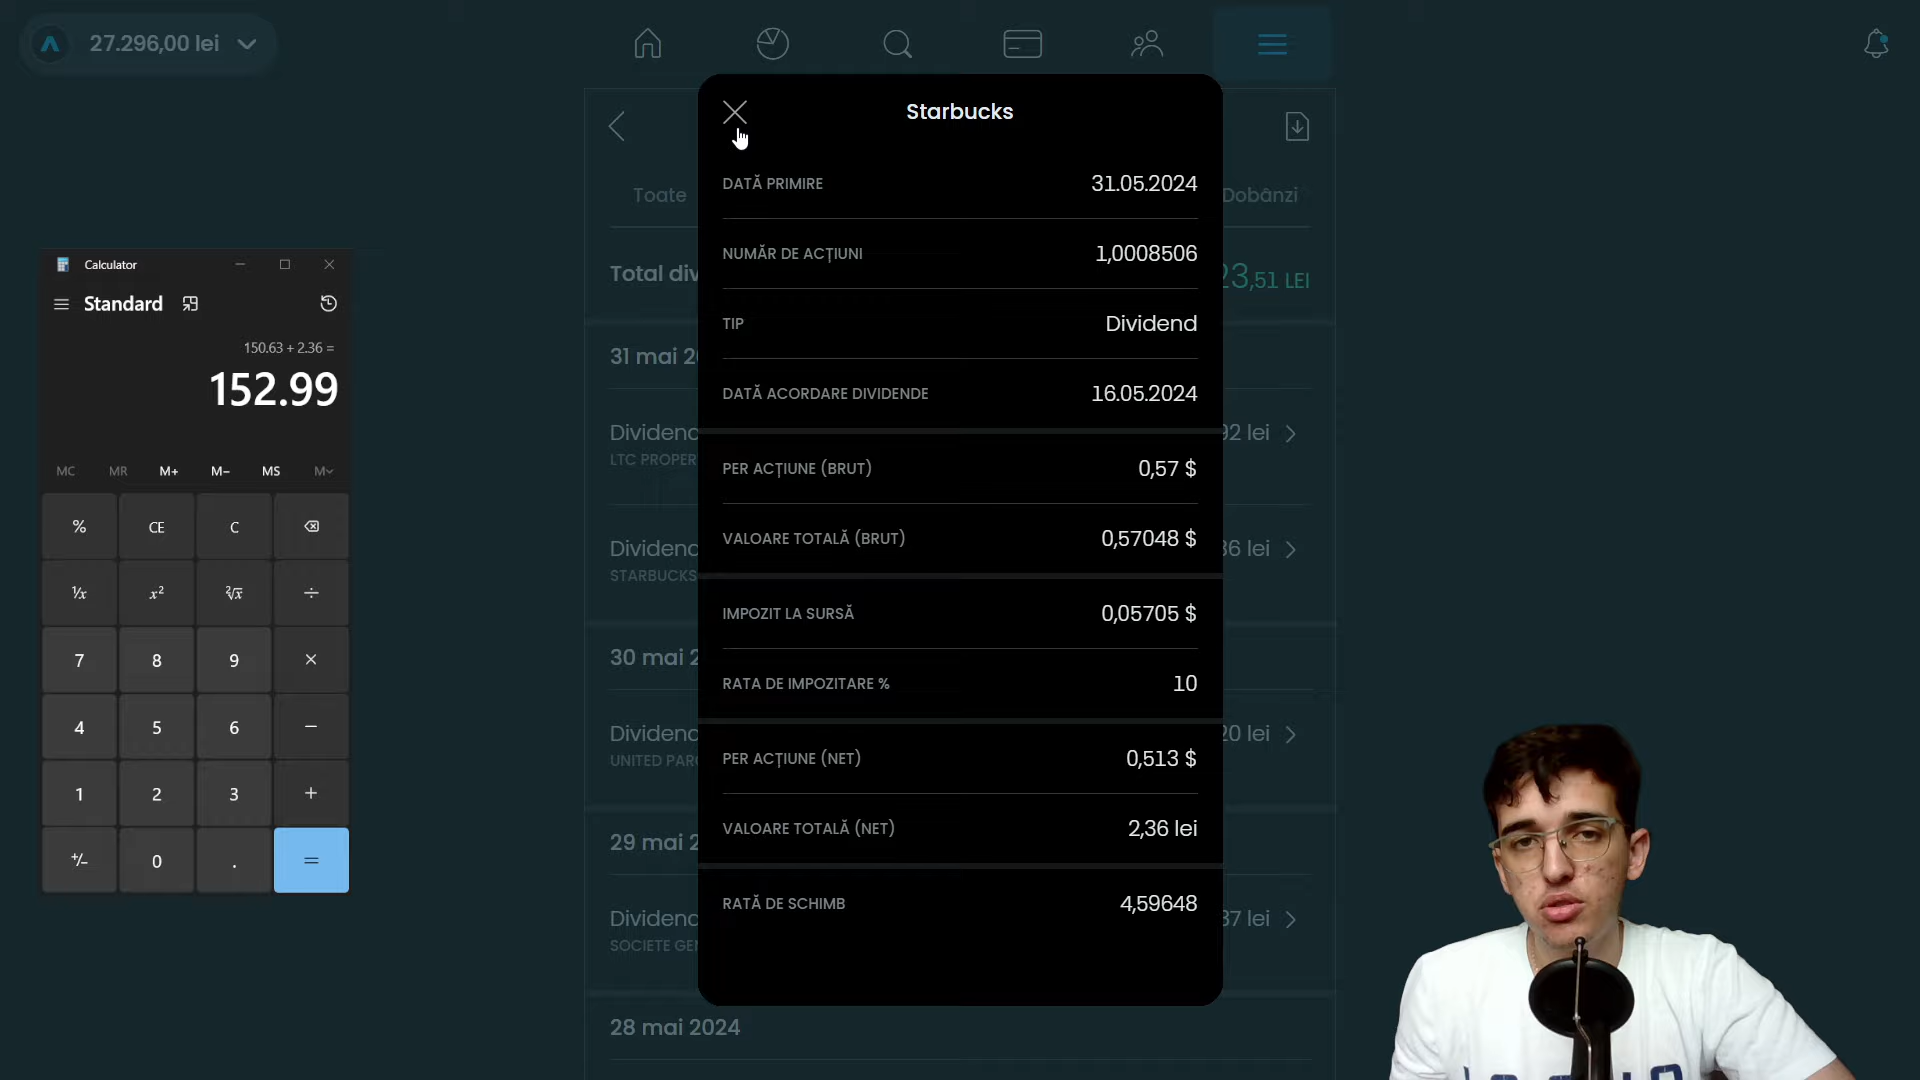 27.296,00 lei
Calculator
Standard
150.63 + 2.36 =
152.99
MC MR M+ M− MS M
% CE C
¹/x x² ²√x ÷
7 8 9 ×
4 5 6 −
1 2 3 +
+/− 0 . =
Toate
Dobânzi
Total div
23,51 LEI
31 mai 2
Dividend
92 lei
LTC PROPER
Dividend
36 lei
STARBUCKS
30 mai 2
Dividend
20 lei
UNITED PAR
29 mai 2
Dividend
37 lei
SOCIETE GEN
28 mai 2024
Starbucks
DATĂ PRIMIRE 31.05.2024
NUMĂR DE ACȚIUNI 1,0008506
TIP Dividend
DATĂ ACORDARE DIVIDENDE 16.05.2024
PER ACȚIUNE (BRUT) 0,57 $
VALOARE TOTALĂ (BRUT) 0,57048 $
IMPOZIT LA SURSĂ 0,05705 $
RATA DE IMPOZITARE % 10
PER ACȚIUNE (NET) 0,513 $
VALOARE TOTALĂ (NET) 2,36 lei
RATĂ DE SCHIMB 4,59648